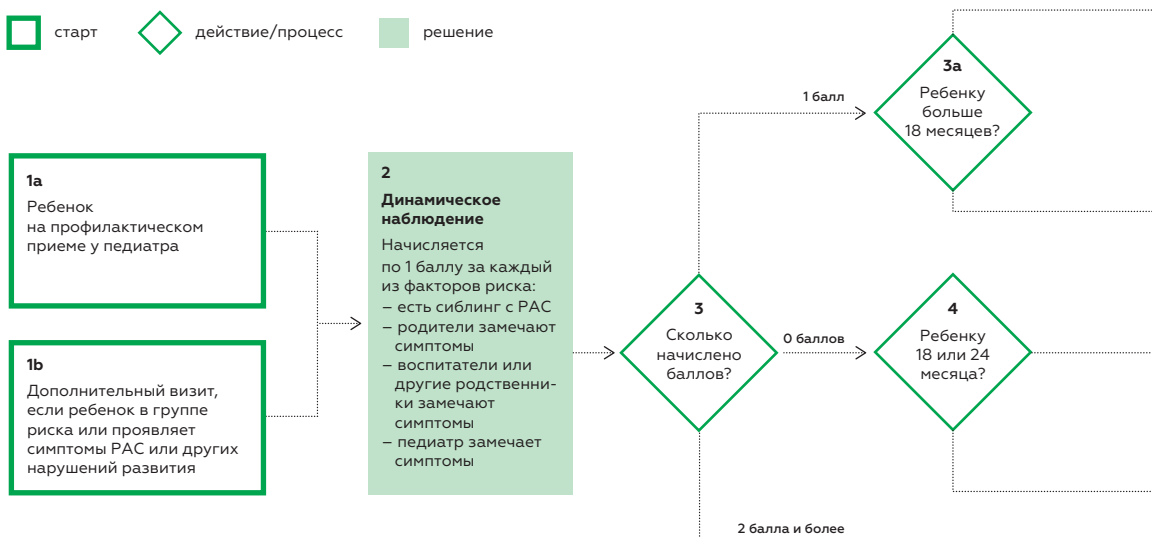 старт
действие/процесс
решение
1a
Ребенок
на профилактическом
приеме у педиатра
1b
Дополнительный визит,
если ребенок в группе
риска или проявляет
симптомы РАС или других
нарушений развития
2
Динамическое
наблюдение
Начисляется
по 1 баллу за каждый
из факторов риска:
– есть сиблинг с РАС
– родители замечают
симптомы
– воспитатели или
другие родственни-
ки замечают
симптомы
– педиатр замечает
симптомы
3
Сколько
начислено
баллов?
1 балл
3a
Ребенку
больше
18 месяцев?
0 баллов
4
Ребенку
18 или 24
месяца?
2 балла и более